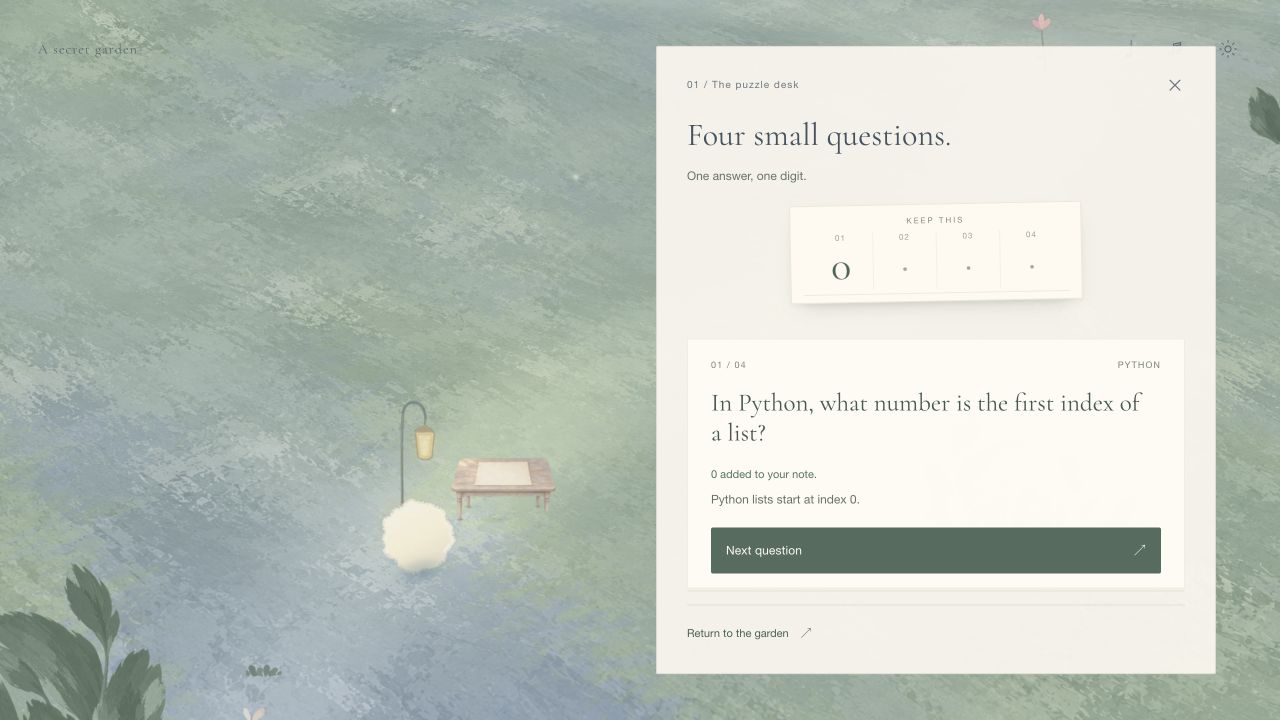 A secret garden
01 / The puzzle desk
Four small questions.
One answer, one digit.
KEEP THIS
01 02 03 04
0 · · ·
01 / 04 PYTHON
In Python, what number is the first index of
a list?
0 added to your note.
Python lists start at index 0.
Next question
Return to the garden